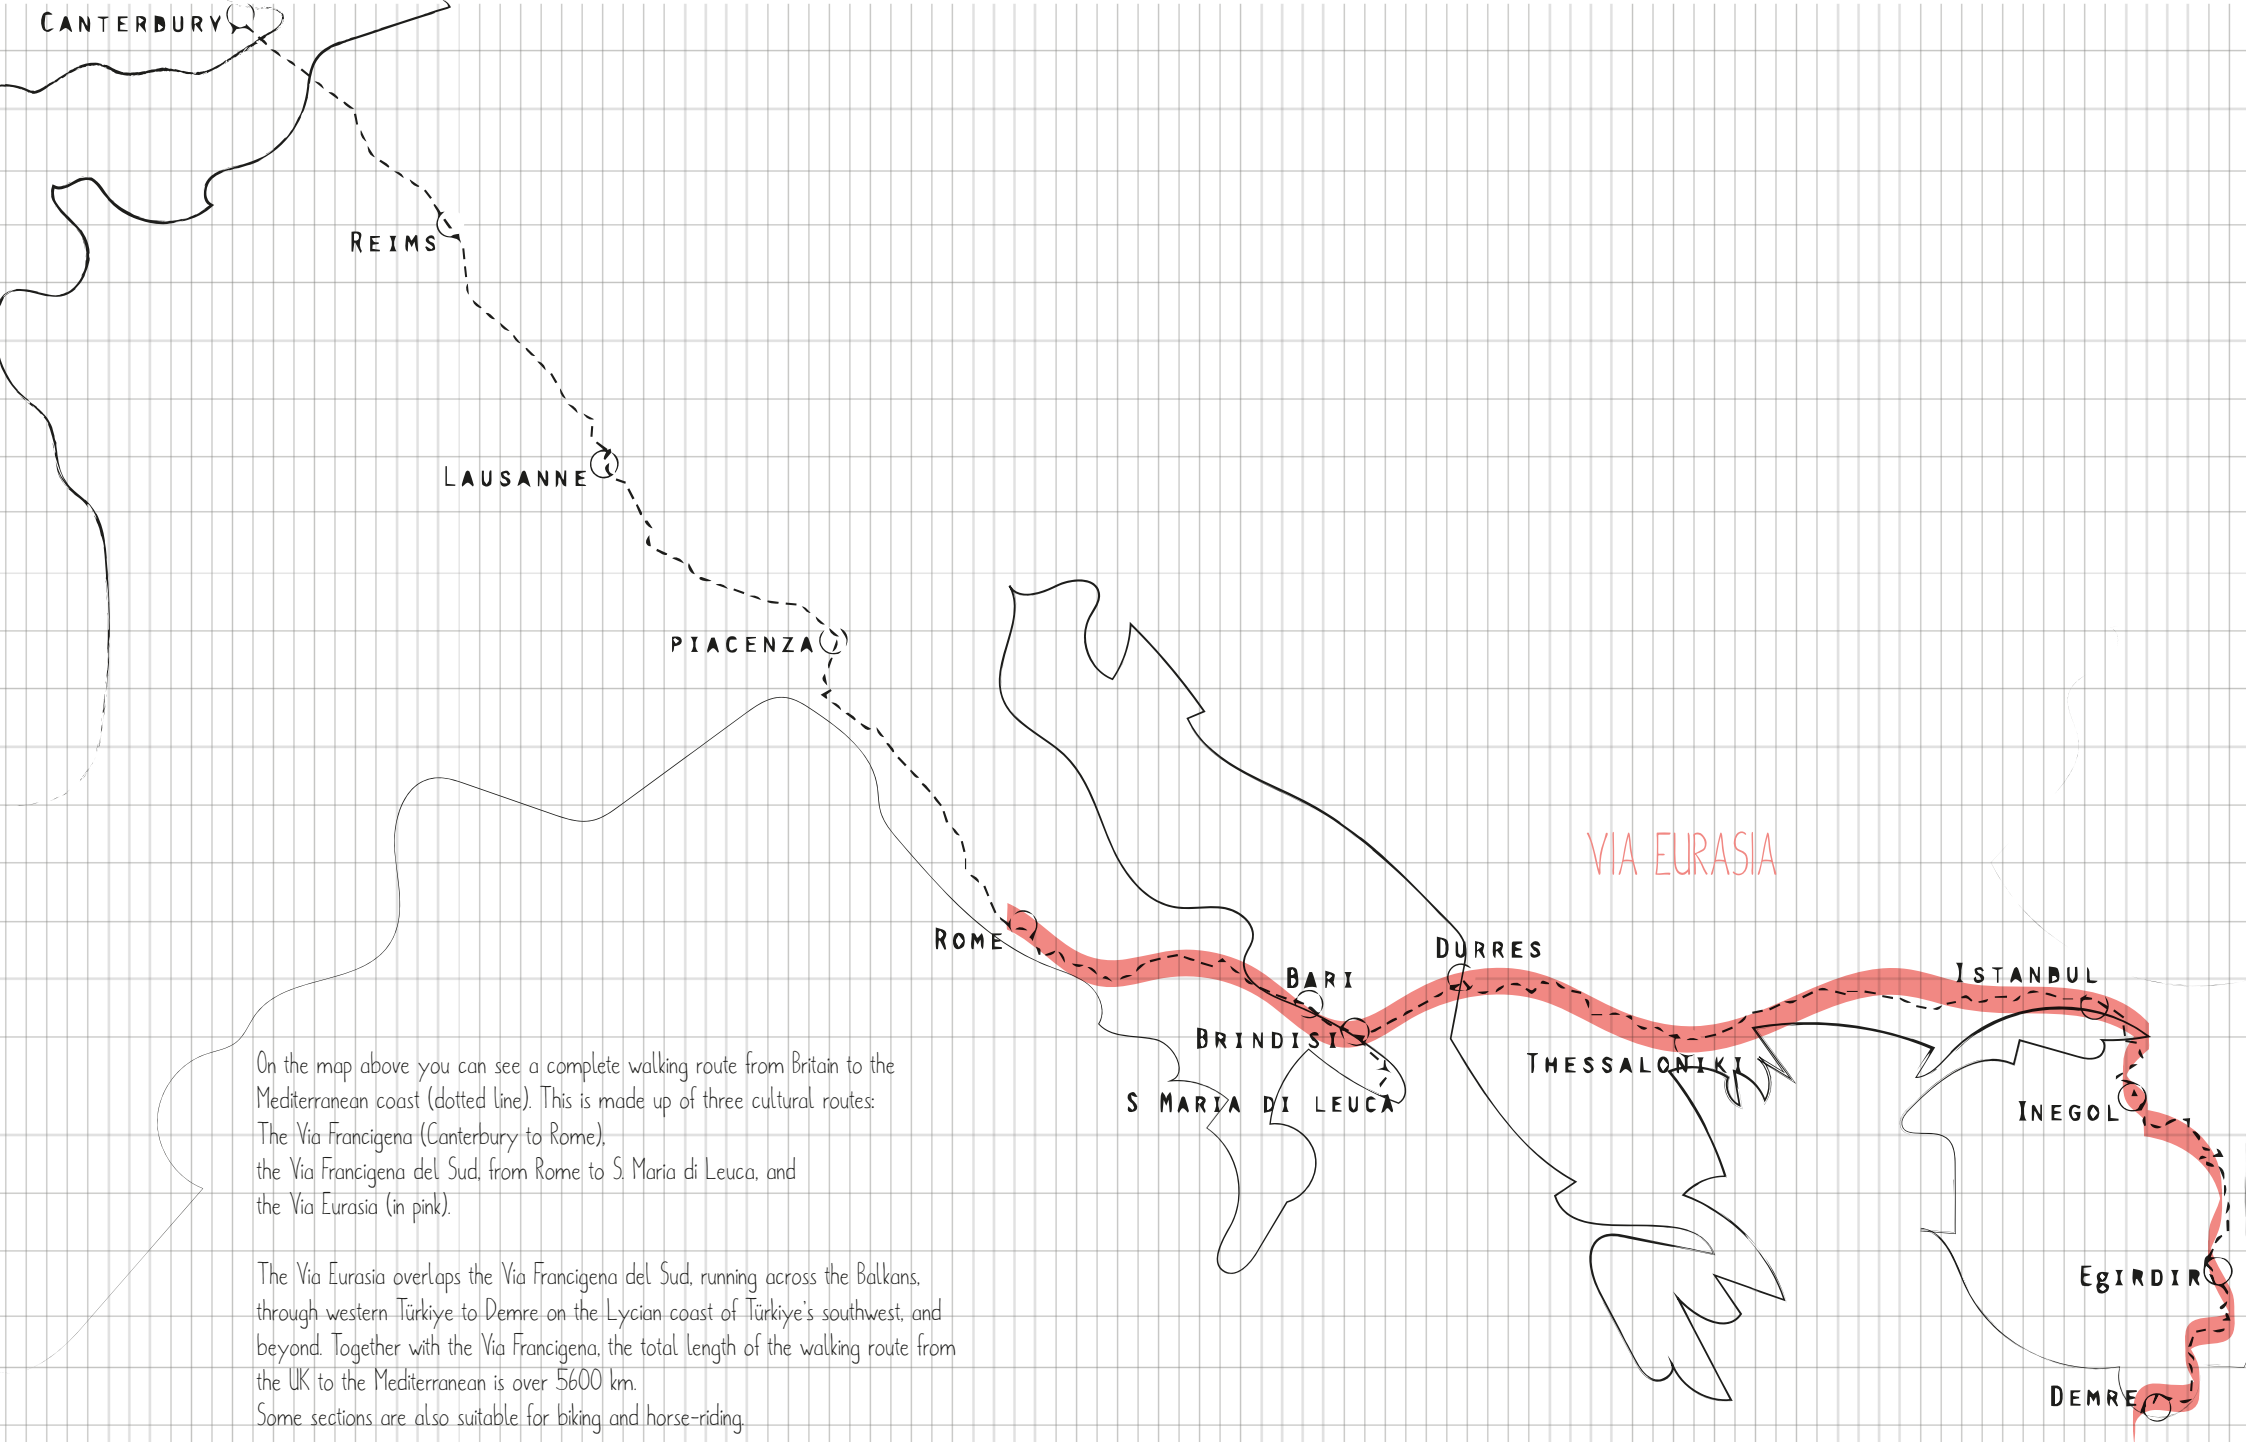 CANTERBURY
REIMS
LAUSANNE
PIACENZA
VIA EURASIA
ROME
DURRES
BARI
ISTANBUL
BRINDISI
THESSALONIKI
S MARIA DI LEUCA
INEGOL
EgIRDIR
DEMRE
On the map above you can see a complete walking route from Britain to the
Mediterranean coast (dotted line). This is made up of three cultural routes:
The Via Francigena (Canterbury to Rome),
the Via Francigena del Sud, from Rome to S. Maria di Leuca, and
the Via Eurasia (in pink).
The Via Eurasia overlaps the Via Francigena del Sud, running across the Balkans,
through western Türkiye to Demre on the Lycian coast of Türkiye's southwest, and
beyond. Together with the Via Francigena, the total length of the walking route from
the UK to the Mediterranean is over 5600 km.
Some sections are also suitable for biking and horse-riding.